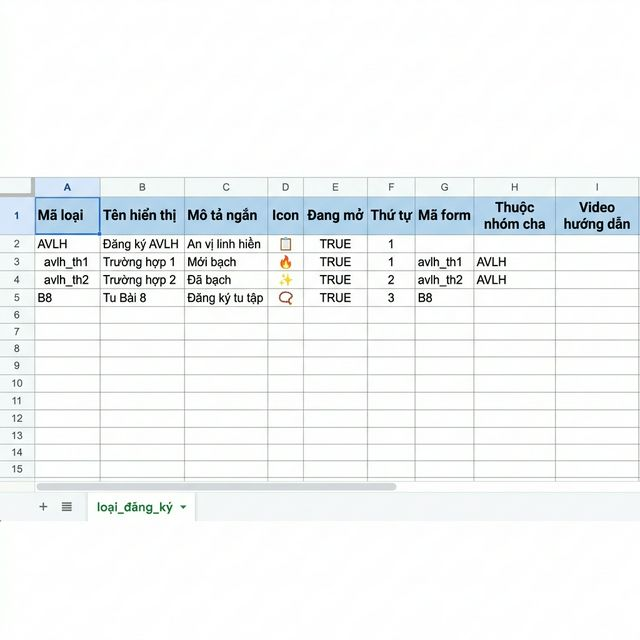 A B C D E F G H I
1 Mã loại Tên hiển thị Mô tả ngắn Icon Đang mở Thứ tự Mã form Thuộc nhóm cha Video hướng dẫn
2 AVLH Đăng ký AVLH An vị linh hiền 📋 TRUE 1
3 avlh_th1 Trường hợp 1 Mới bạch 🔥 TRUE 1 avlh_th1 AVLH
4 avlh_th2 Trường hợp 2 Đã bạch ✨ TRUE 2 avlh_th2 AVLH
5 B8 Tu Bài 8 Đăng ký tu tập 📿 TRUE 3 B8
6
7
8
9
10
11
12
13
14
15
+ loại_đăng_ký